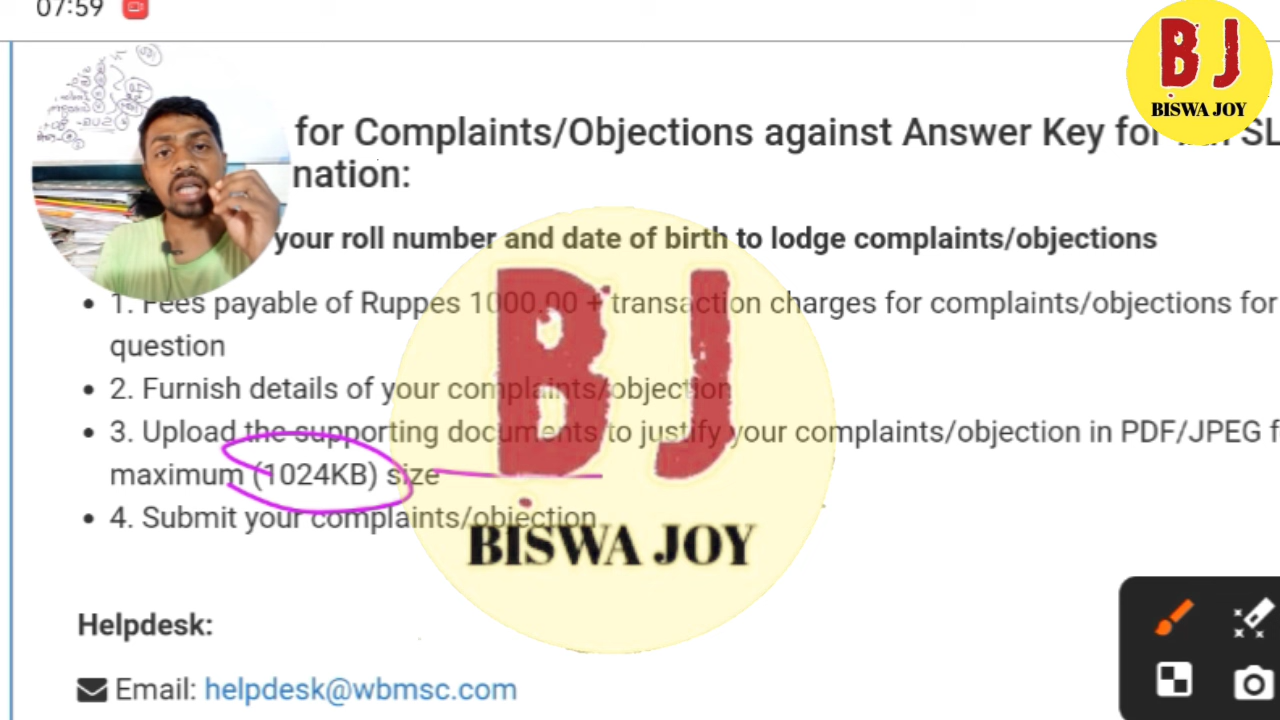 07:59
BJ
BISWA JOY
for Complaints/Objections against Answer Key for
nation:
your roll number and date of birth to lodge complaints/objections
1. Fees payable of Ruppes 1000.00 + transaction charges for complaints/objections for
question
2. Furnish details of your complaints/objection
3. Upload the supporting documents to justify your complaints/objection in PDF/JPEG f
maximum (1024KB) size
4. Submit your complaints/objection
BJ
BISWA JOY
Helpdesk:
Email: helpdesk@wbmsc.com